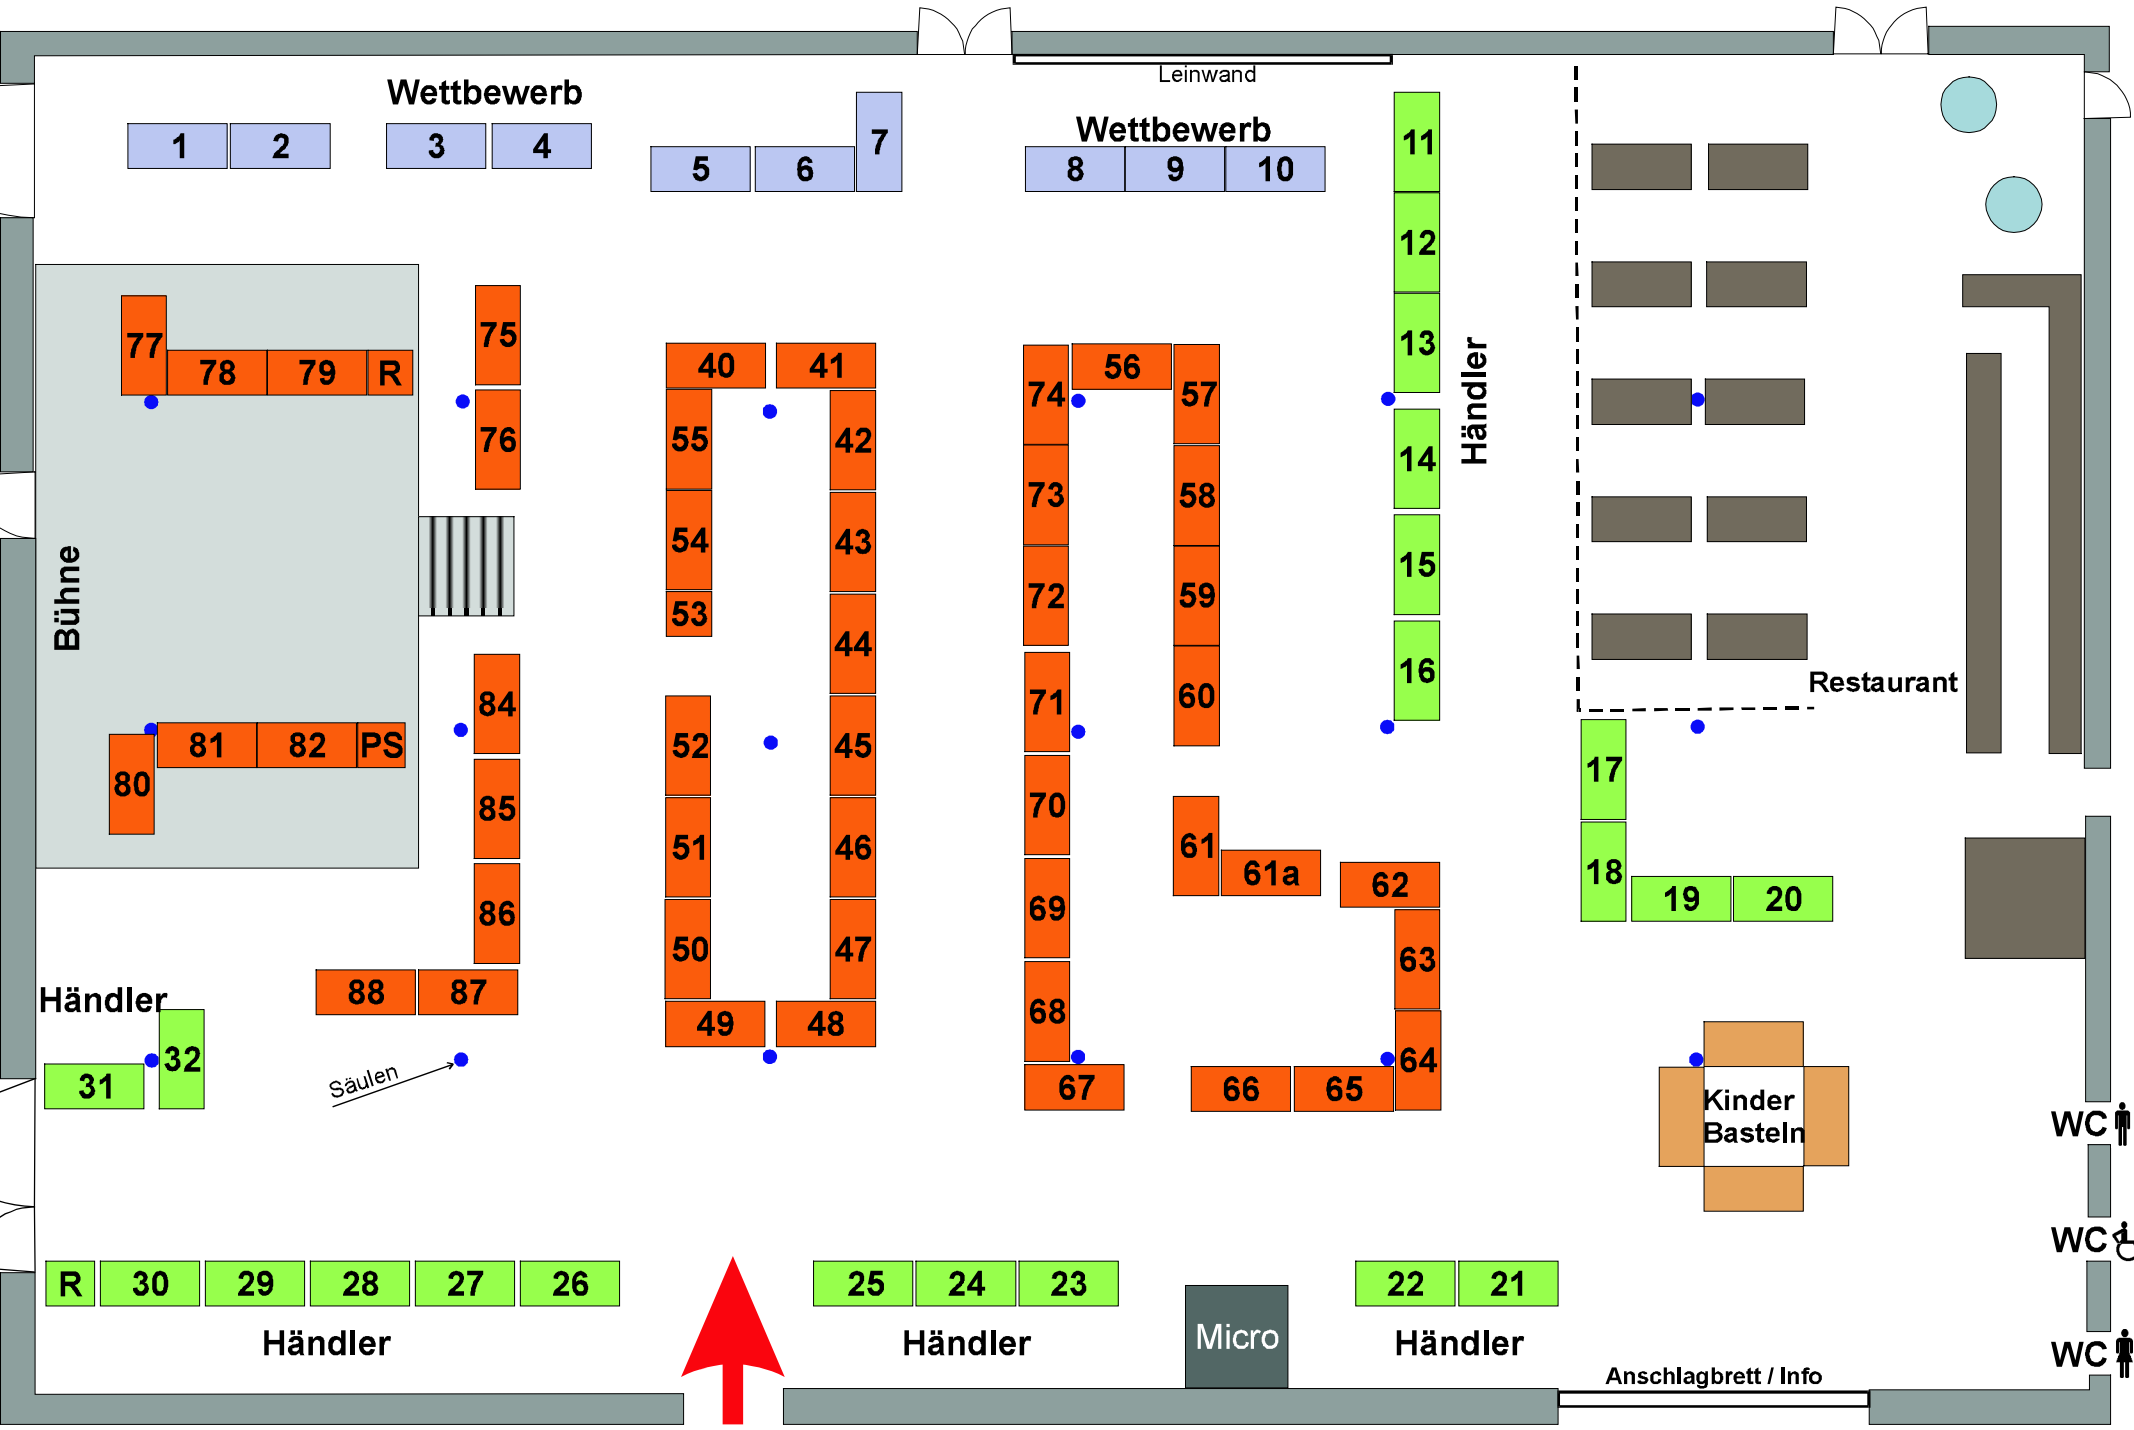 Leinwand
Wettbewerb
Wettbewerb
1 2 3 4 5 6 7 8 9 10
11
12
13
14
15
16
Händler
77 78 79 R
75
76
Bühne
80 81 82 PS
84
85
86
88 87
40 41
55 42
54 43
53 44
52 45
51 46
50 47
49 48
74 56 57
73 58
72 59
71 60
70 61 61a 62
69 63
68 64
67 66 65
Restaurant
17
18 19 20
Händler
31 32
Säulen
Kinder
Basteln
WC
WC
WC
R 30 29 28 27 26
25 24 23
22 21
Händler
Händler
Micro
Händler
Anschlagbrett / Info